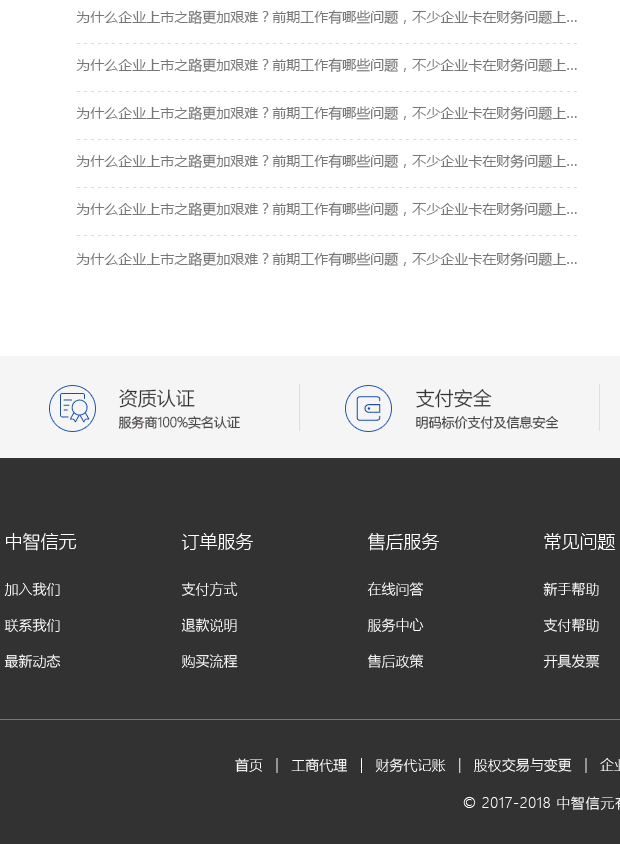 为什么企业上市之路更加艰难？前期工作有哪些问题，不少企业卡在财务问题上...
为什么企业上市之路更加艰难？前期工作有哪些问题，不少企业卡在财务问题上...
为什么企业上市之路更加艰难？前期工作有哪些问题，不少企业卡在财务问题上...
为什么企业上市之路更加艰难？前期工作有哪些问题，不少企业卡在财务问题上...
为什么企业上市之路更加艰难？前期工作有哪些问题，不少企业卡在财务问题上...
为什么企业上市之路更加艰难？前期工作有哪些问题，不少企业卡在财务问题上...
资质认证
服务商100%实名认证
支付安全
明码标价支付及信息安全
中智信元
加入我们
联系我们
最新动态
订单服务
支付方式
退款说明
购买流程
售后服务
在线问答
服务中心
售后政策
常见问题
新手帮助
支付帮助
开具发票
首页 | 工商代理 | 财务代记账 | 股权交易与变更 | 企
© 2017-2018 中智信元